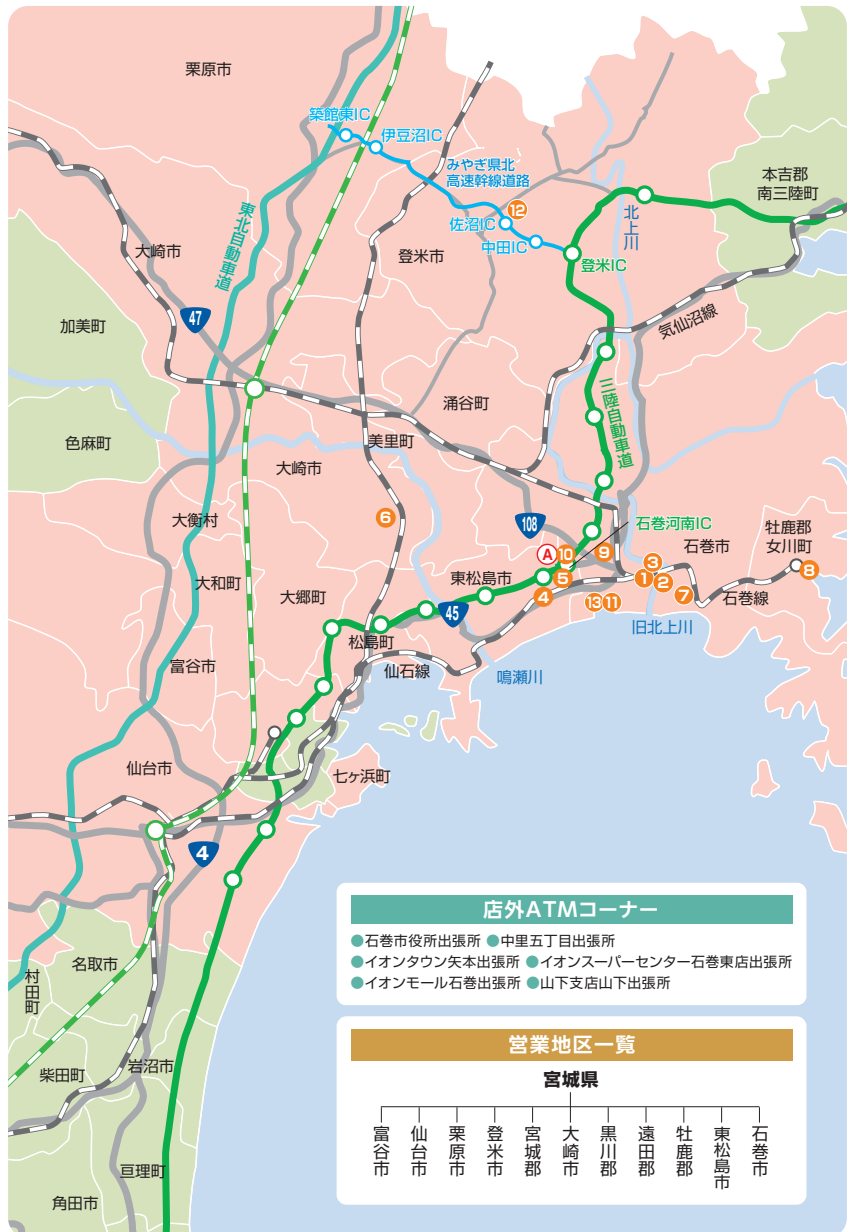 栗原市
築館東IC
伊豆沼IC
みやぎ県北
高速幹線道路
本吉郡
南三陸町
12
佐沼IC
中田IC
北上川
東北自動車道
大崎市
登米市
登米IC
47
加美町
気仙沼線
三陸自動車道
涌谷町
色麻町
美里町
大崎市
6
大衡村
108
石巻河南IC
牡鹿郡
女川町
A
10
9
石巻市
3
大和町
東松島市
5
1
2
8
大郷町
4
7
石巻線
13
11
45
松島町
旧北上川
富谷市
仙石線
鳴瀬川
仙台市
七ヶ浜町
4
店外ATMコーナー
●石巻市役所出張所 ●中里五丁目出張所
●イオンタウン矢本出張所 ●イオンスーパーセンター石巻東店出張所
●イオンモール石巻出張所 ●山下支店山下出張所
名取市
村田町
営業地区一覧
宮城県
富谷市
仙台市
栗原市
登米市
宮城郡
大崎市
黒川郡
遠田郡
牡鹿郡
東松島市
石巻市
岩沼市
柴田町
亘理町
角田市